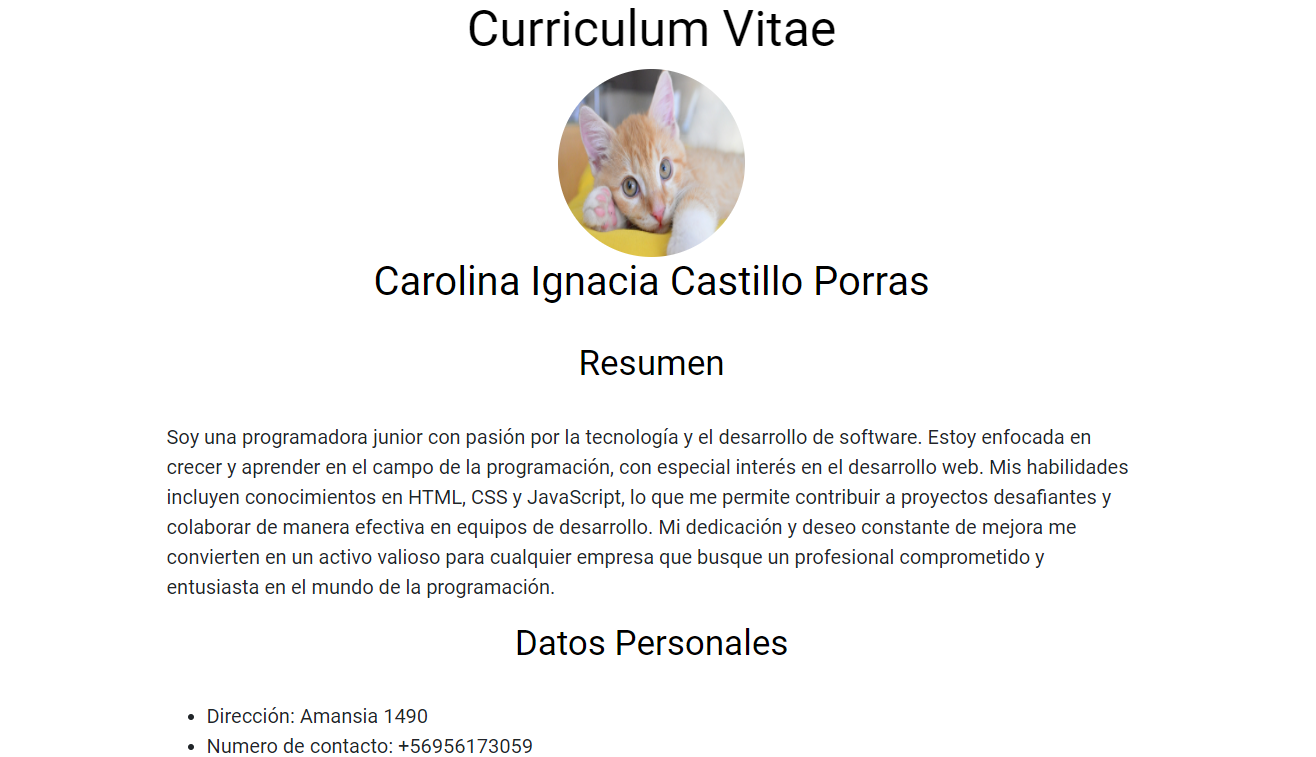 Curriculum Vitae
Carolina Ignacia Castillo Porras
Resumen
Soy una programadora junior con pasión por la tecnología y el desarrollo de software. Estoy enfocada en
crecer y aprender en el campo de la programación, con especial interés en el desarrollo web. Mis habilidades
incluyen conocimientos en HTML, CSS y JavaScript, lo que me permite contribuir a proyectos desafiantes y
colaborar de manera efectiva en equipos de desarrollo. Mi dedicación y deseo constante de mejora me
convierten en un activo valioso para cualquier empresa que busque un profesional comprometido y
entusiasta en el mundo de la programación.
Datos Personales
• Dirección: Amansia 1490
• Numero de contacto: +56956173059